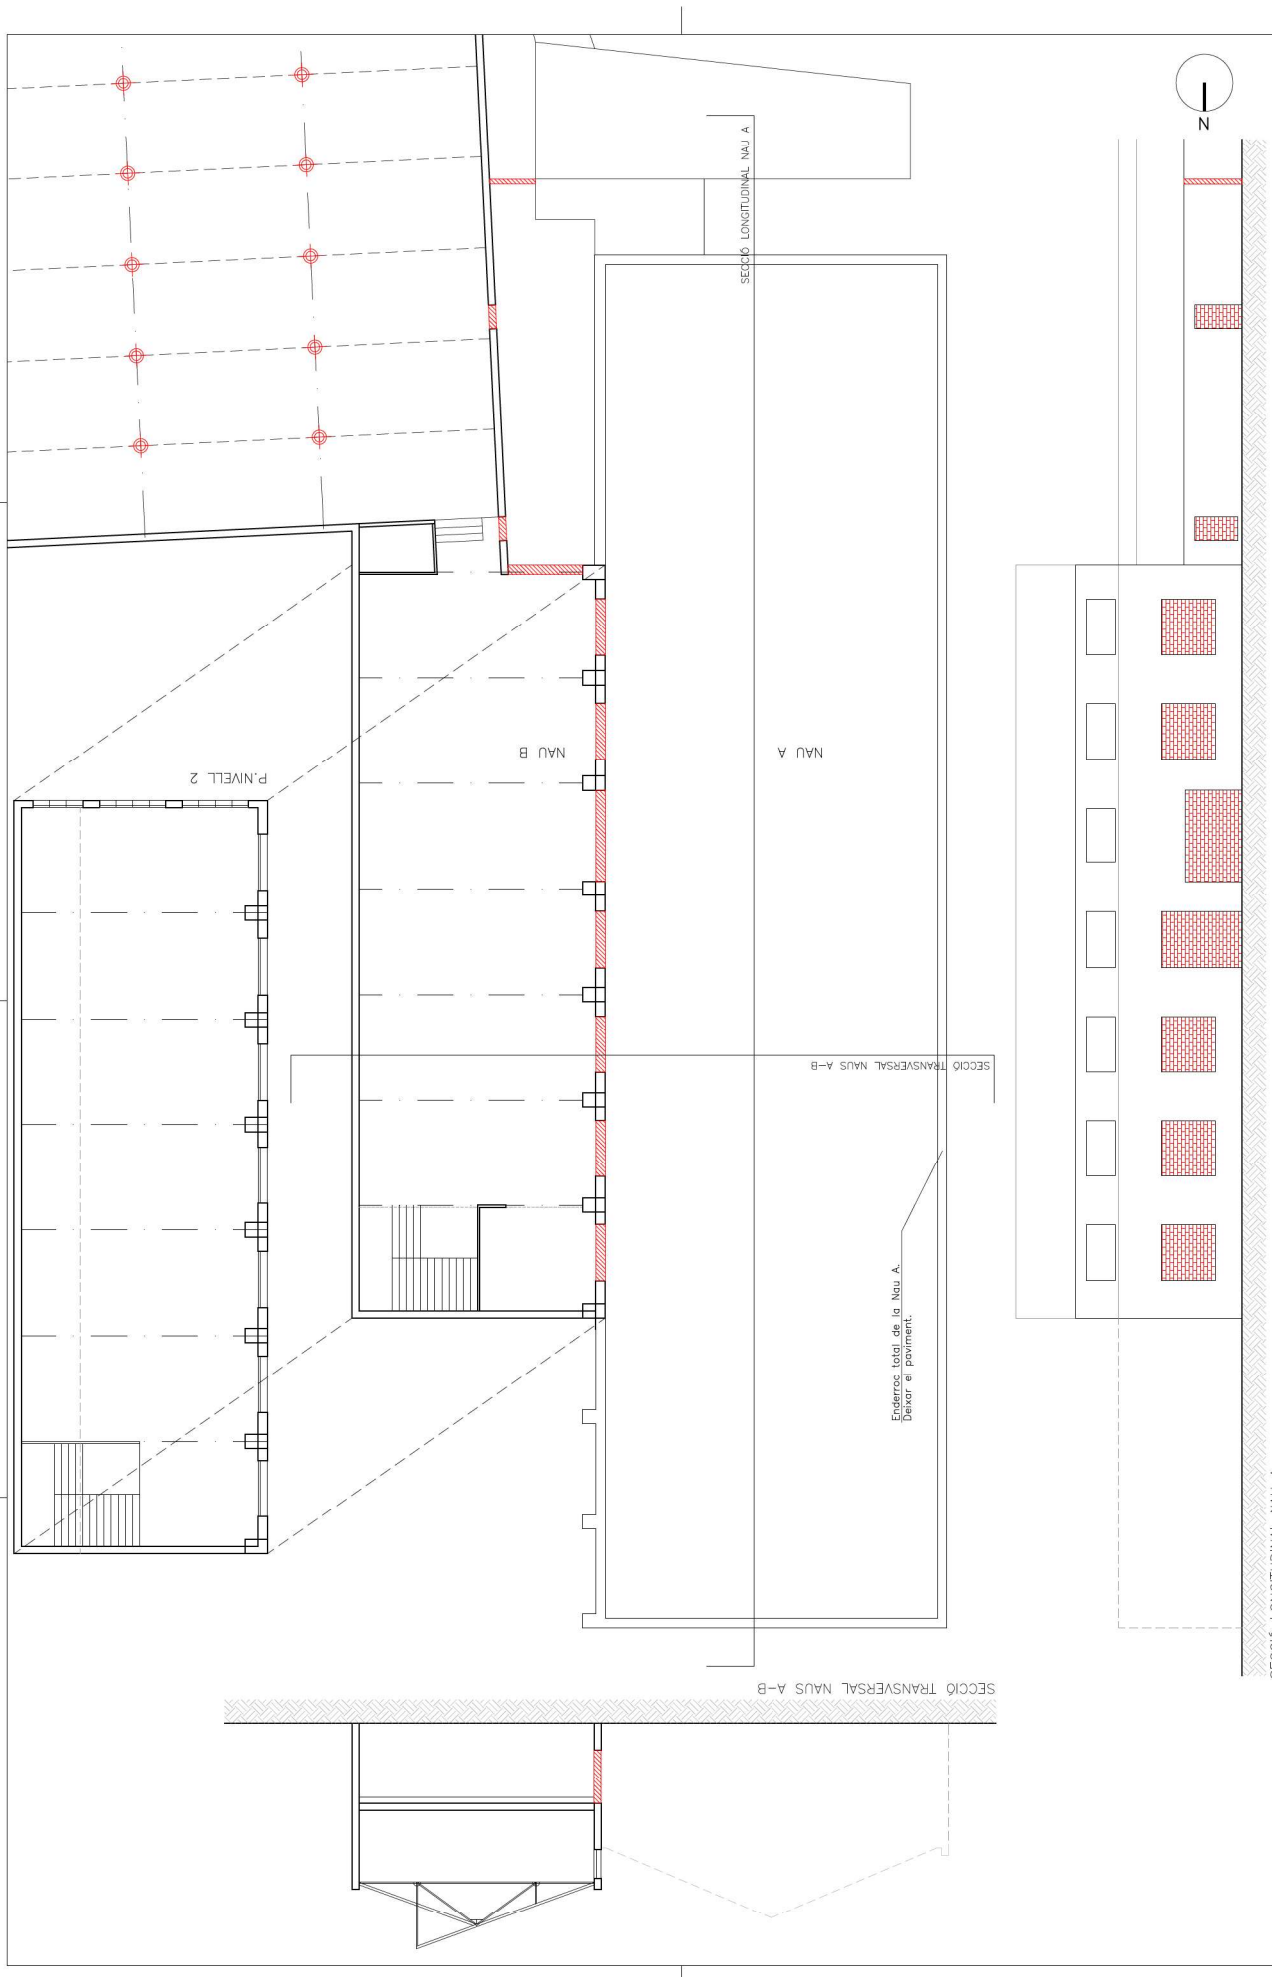 N
SECCIÓ LONGITUDINAL NAU A
NAU B
NAU A
P.NIVELL 2
SECCIÓ TRANSVERSAL NAUS A-B
Enderroc total de la Nau A.
Deixar el paviment.
SECCIÓ TRANSVERSAL NAUS A-B